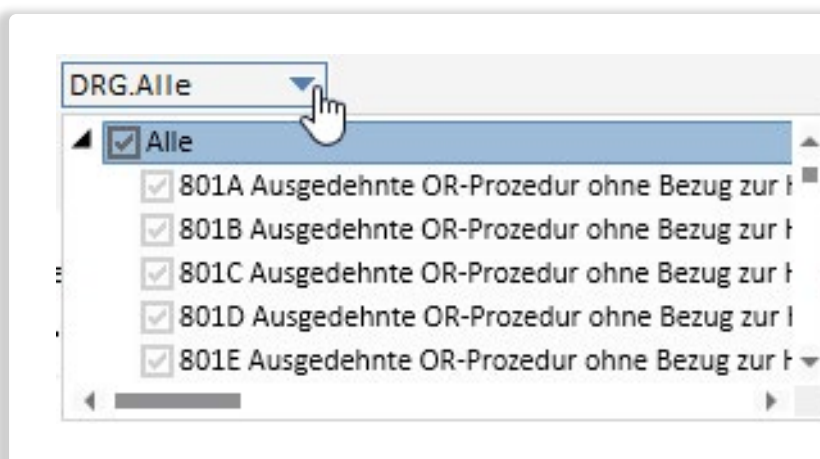 DRG.Alle
Alle
801A Ausgedehnte OR-Prozedur ohne Bezug zur
801B Ausgedehnte OR-Prozedur ohne Bezug zur
801C Ausgedehnte OR-Prozedur ohne Bezug zur
801D Ausgedehnte OR-Prozedur ohne Bezug zur
801E Ausgedehnte OR-Prozedur ohne Bezug zur